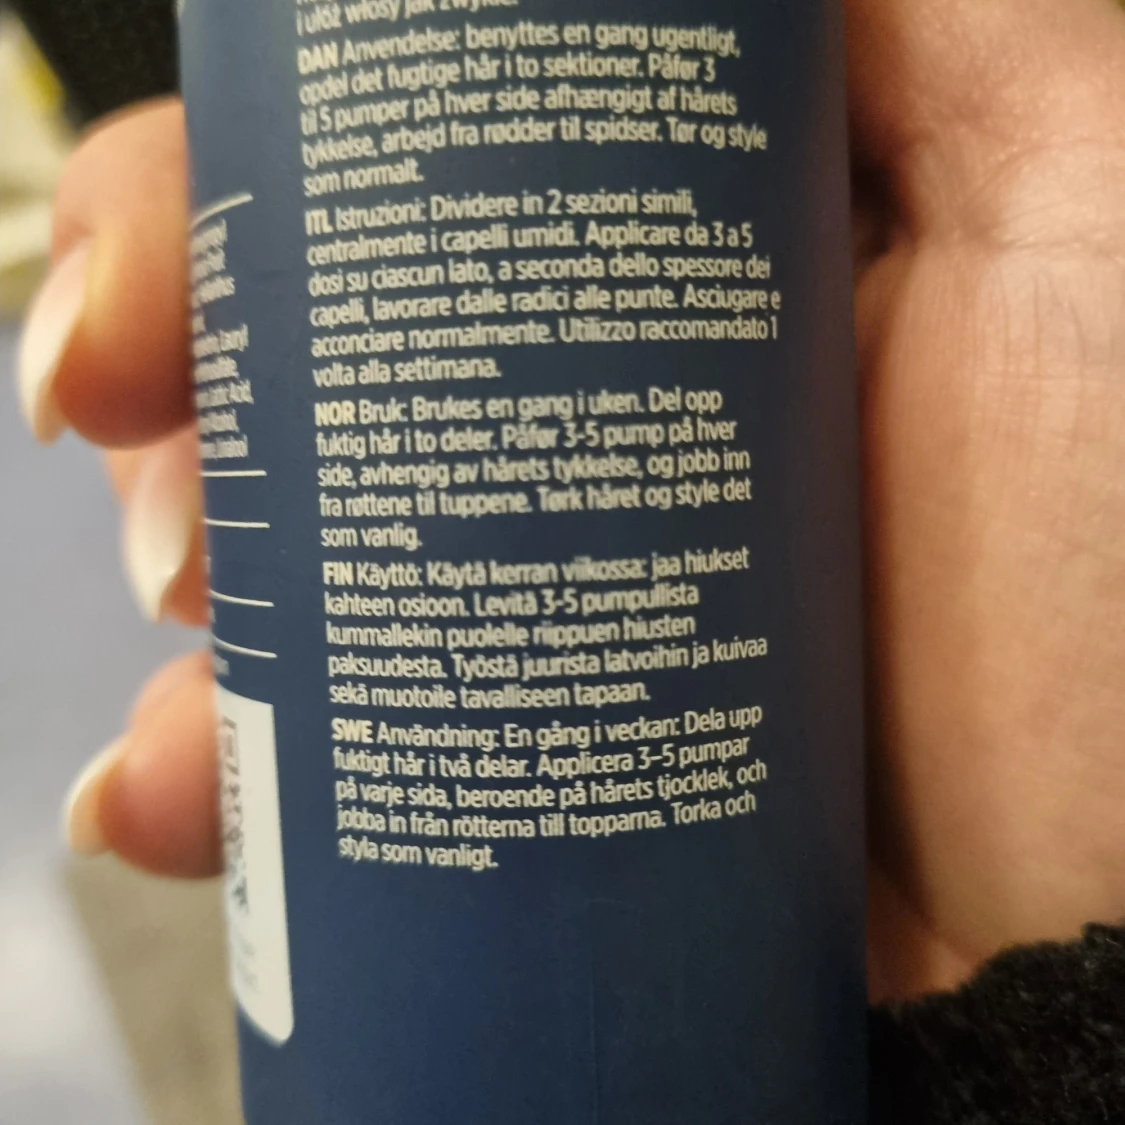 i ułóż włosy jak zwykle.
DAN Anvendelse: benyttes en gang ugentligt,
opdel det fugtige hår i to sektioner. Påfør 3
til 5 pumper på hver side afhængigt af hårets
tykkelse, arbejd fra rødder til spidser. Tør og style
som normalt.
ITL Istruzioni: Dividere in 2 sezioni simili,
centralmente i capelli umidi. Applicare da 3 a 5
dosi su ciascun lato, a seconda dello spessore dei
capelli, lavorare dalle radici alle punte. Asciugare e
acconciare normalmente. Utilizzo raccomandato 1
volta alla settimana.
NOR Bruk: Brukes en gang i uken. Del opp
fuktig hår i to deler. Påfør 3-5 pump på hver
side, avhengig av hårets tykkelse, og jobb inn
fra røttene til tuppene. Tørk håret og style det
som vanlig.
FIN Käyttö: Käytä kerran viikossa: jaa hiukset
kahteen osioon. Levitä 3-5 pumpullista
kummallekin puolelle riippuen hiusten
paksuudesta. Työstä juurista latvoihin ja kuivaa
sekä muotoile tavalliseen tapaan.
SWE Användning: En gång i veckan: Dela upp
fuktigt hår i två delar. Applicera 3–5 pumpar
på varje sida, beroende på hårets tjocklek, och
jobba in från rötterna till topparna. Torka och
styla som vanligt.